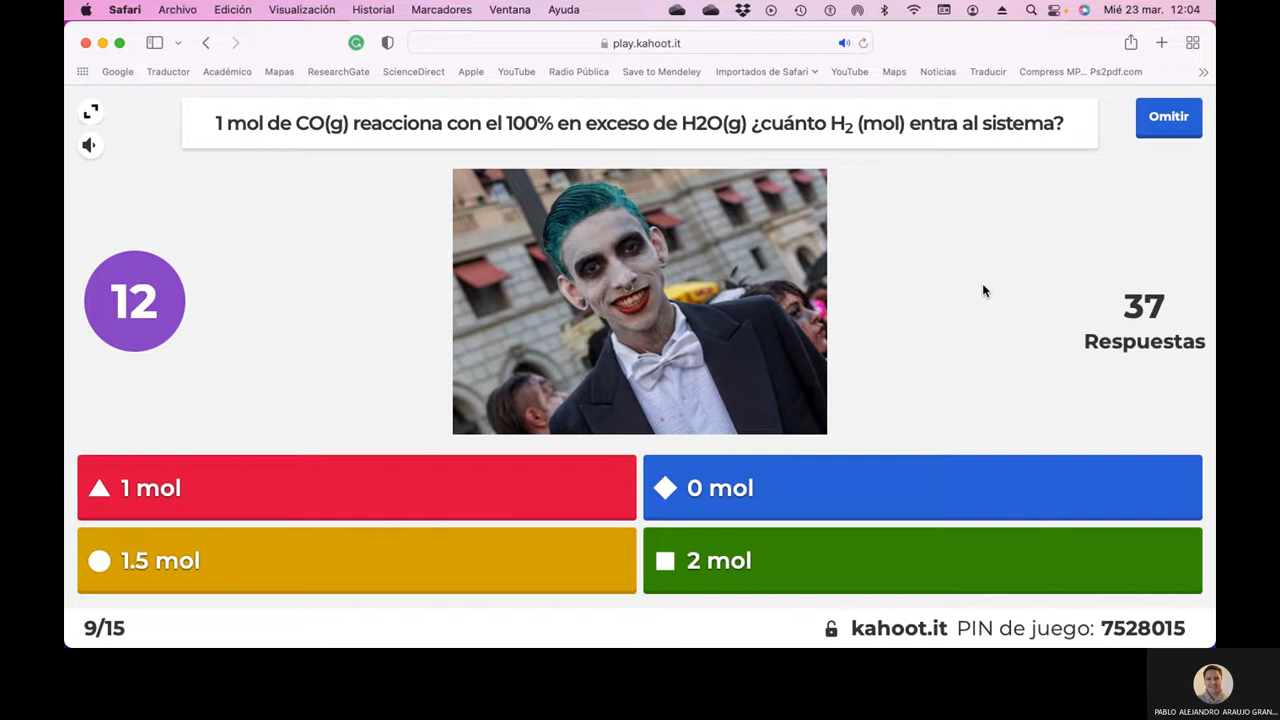 Safari Archivo Edición Visualización Historial Marcadores Ventana Ayuda Mié 23 mar. 12:04
play.kahoot.it
Google Traductor Académico Mapas ResearchGate ScienceDirect Apple YouTube Radio Pública Save to Mendeley Importados de Safari YouTube Maps Noticias Traducir Compress MP... Ps2pdf.com
1 mol de CO(g) reacciona con el 100% en exceso de H2O(g) ¿cuánto H₂ (mol) entra al sistema?
Omitir
12
37
Respuestas
1 mol
0 mol
1.5 mol
2 mol
9/15
kahoot.it PIN de juego: 7528015
PABLO ALEJANDRO ARAUJO GRAN...